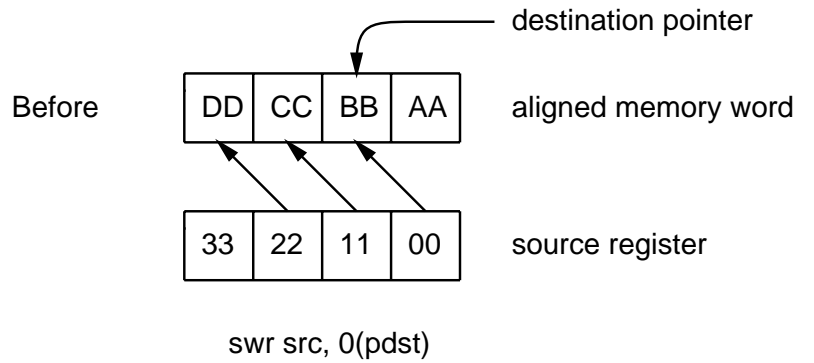 destination pointer
Before DD CC BB AA aligned memory word
33 22 11 00 source register
swr src, 0(pdst)